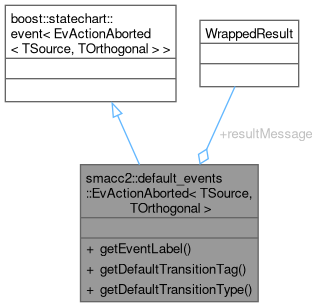 boost::statechart::
event< EvActionAborted
< TSource, TOrthogonal > >
WrappedResult
+resultMessage
smacc2::default_events
::EvActionAborted< TSource,
TOrthogonal >
+ getEventLabel()
+ getDefaultTransitionTag()
+ getDefaultTransitionType()